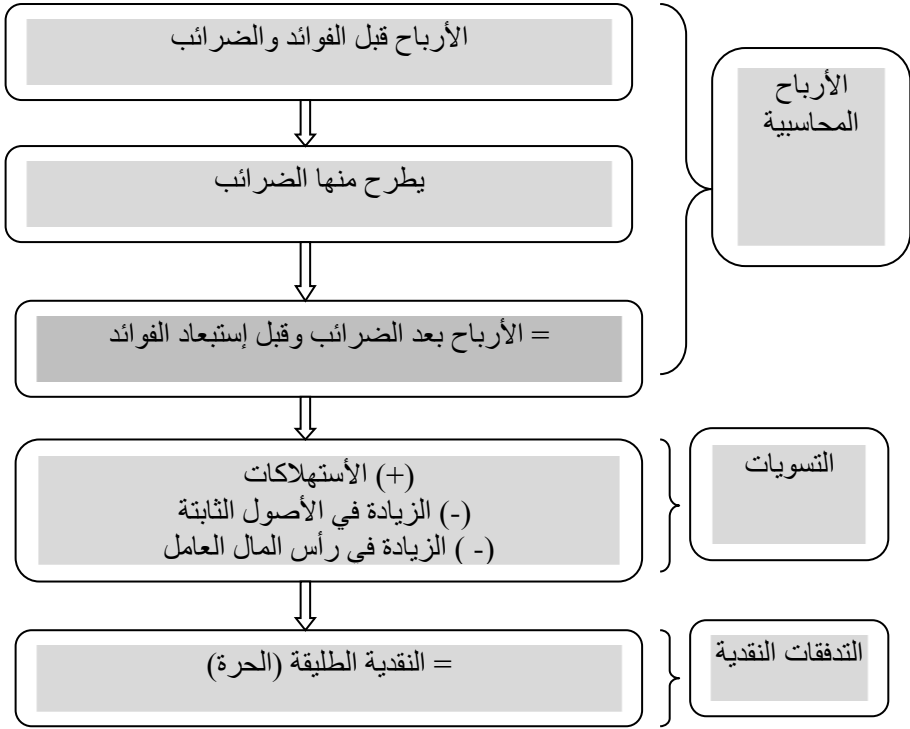 الأرباح قبل الفوائد والضرائب
الأرباح
المحاسبية
يطرح منها الضرائب
= الأرباح بعد الضرائب وقبل إستبعاد الفوائد
(+) الأستهلاكات
(-) الزيادة في الأصول الثابتة
(- ) الزيادة في رأس المال العامل
التسويات
= النقدية الطليقة (الحرة)
التدفقات النقدية